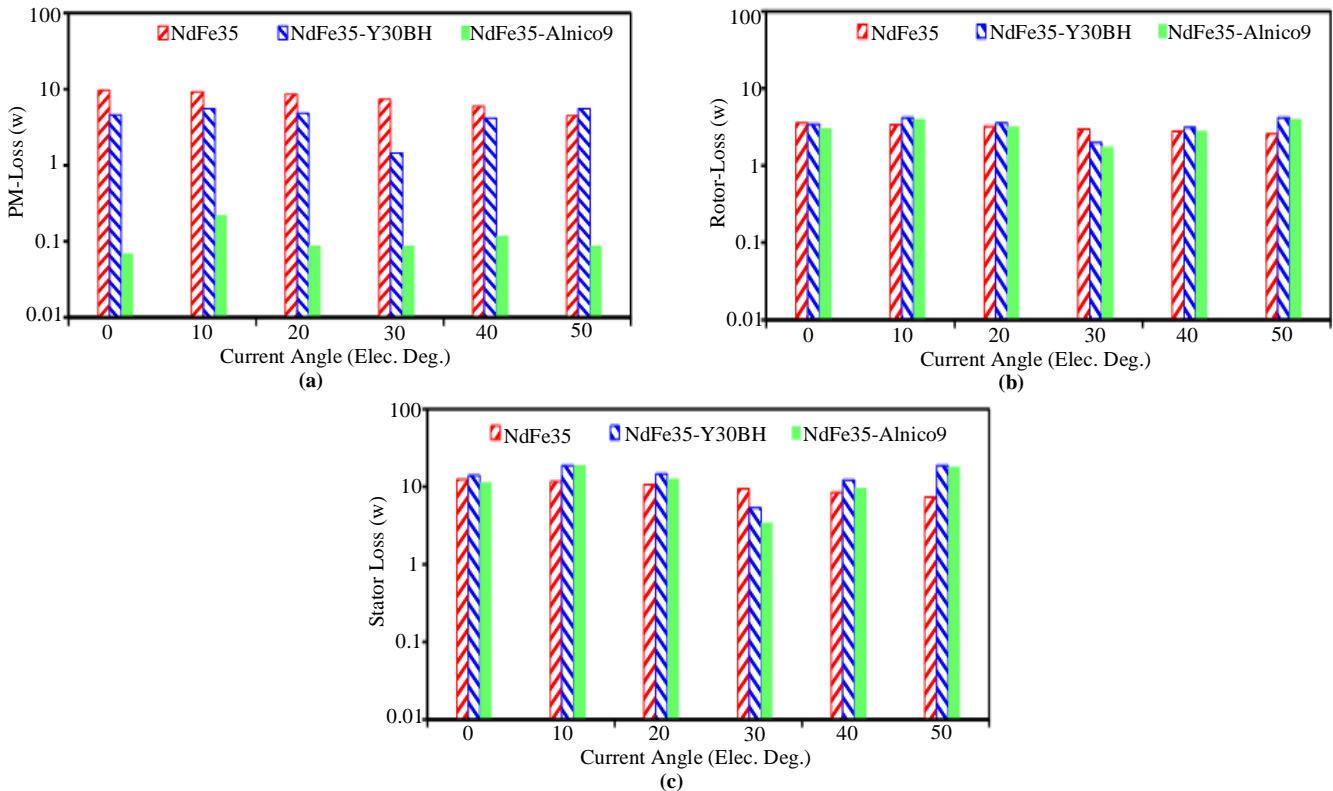 (a)
100
NdFe35 NdFe35-Y30BH NdFe35-Alnico9
10
1
0.1
0.01
PM-Loss (w)
0 10 20 30 40 50
Current Angle (Elec. Deg.)
(a)
(b)
100
NdFe35 NdFe35-Y30BH NdFe35-Alnico9
10
1
0.1
0.01
Rotor-Loss (w)
0 10 20 30 40 50
Current Angle (Elec. Deg.)
(b)
(c)
100
NdFe35 NdFe35-Y30BH NdFe35-Alnico9
10
1
0.1
0.01
Stator Loss (w)
0 10 20 30 40 50
Current Angle (Elec. Deg.)
(c)